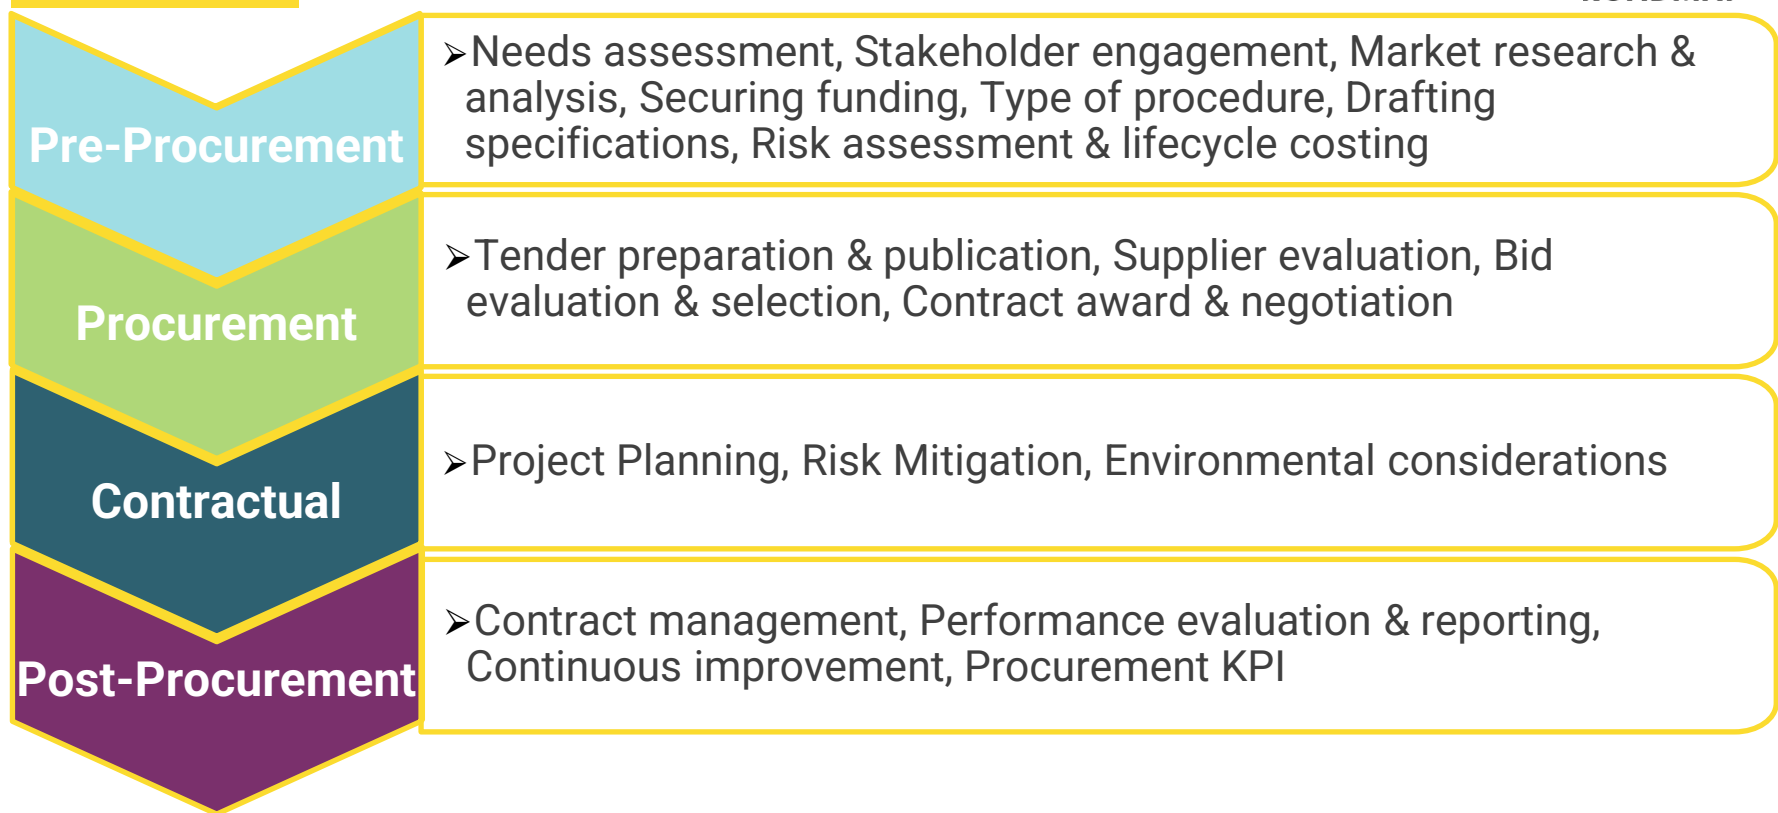 Pre-Procurement
➢Needs assessment, Stakeholder engagement, Market research &
analysis, Securing funding, Type of procedure, Drafting
specifications, Risk assessment & lifecycle costing
Procurement
➢Tender preparation & publication, Supplier evaluation, Bid
evaluation & selection, Contract award & negotiation
Contractual
➢Project Planning, Risk Mitigation, Environmental considerations
Post-Procurement
➢Contract management, Performance evaluation & reporting,
Continuous improvement, Procurement KPI